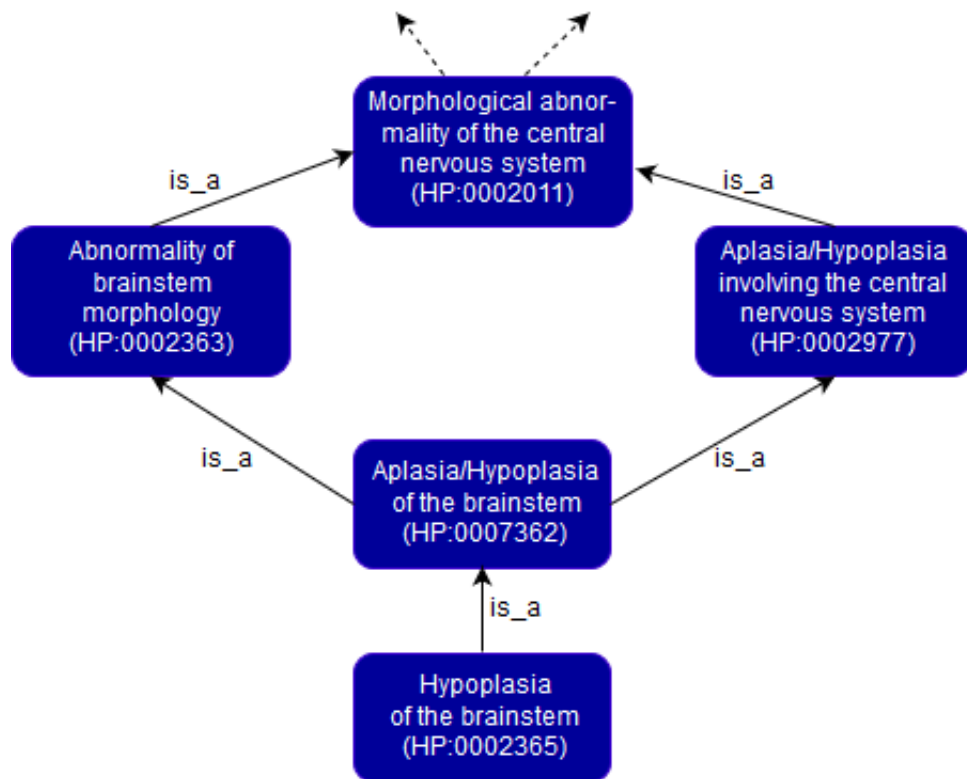 Morphological abnor-
mality of the central
nervous system
(HP:0002011)
is_a
is_a
Abnormality of
brainstem
morphology
(HP:0002363)
Aplasia/Hypoplasia
involving the central
nervous system
(HP:0002977)
is_a
is_a
Aplasia/Hypoplasia
of the brainstem
(HP:0007362)
is_a
Hypoplasia
of the brainstem
(HP:0002365)